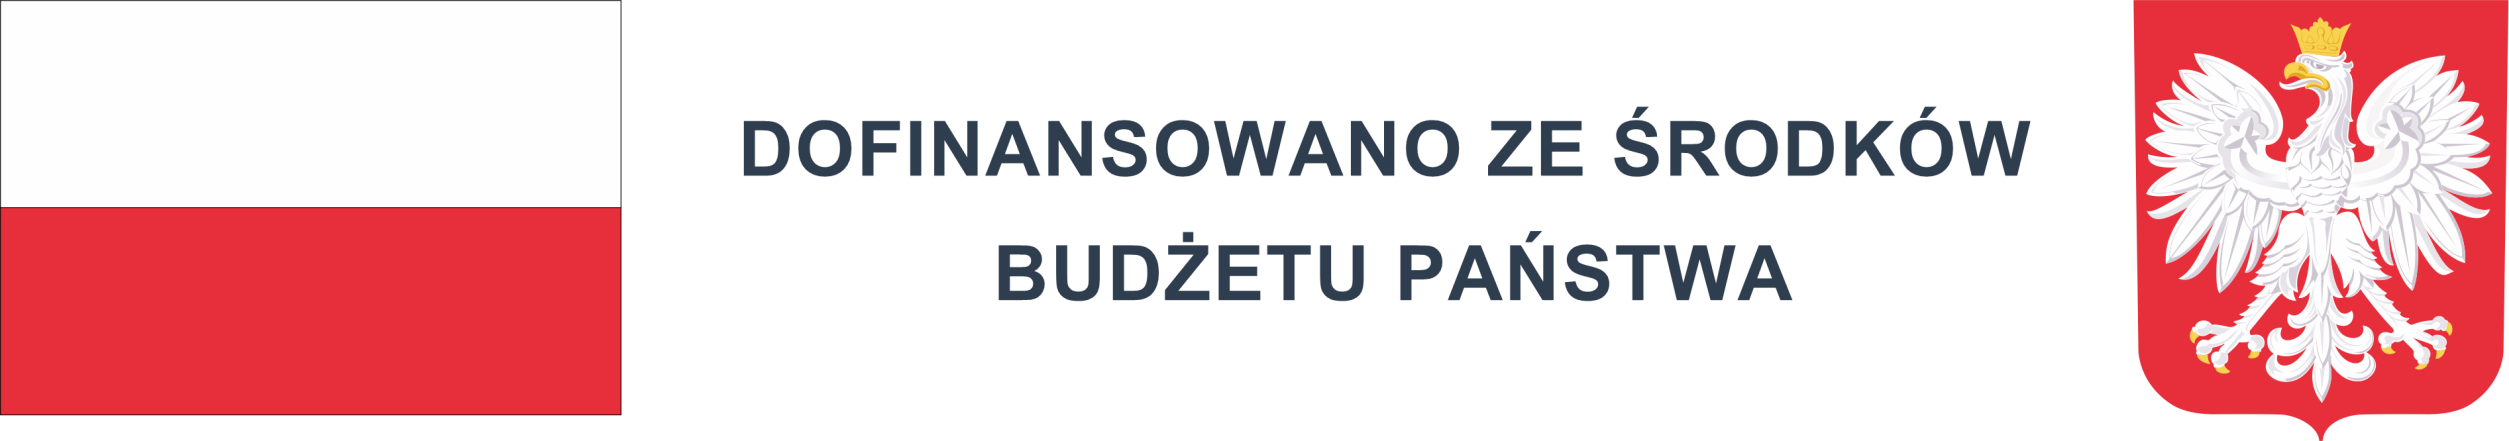 DOFINANSOWANO ZE ŚRODKÓW
BUDŻETU PAŃSTWA